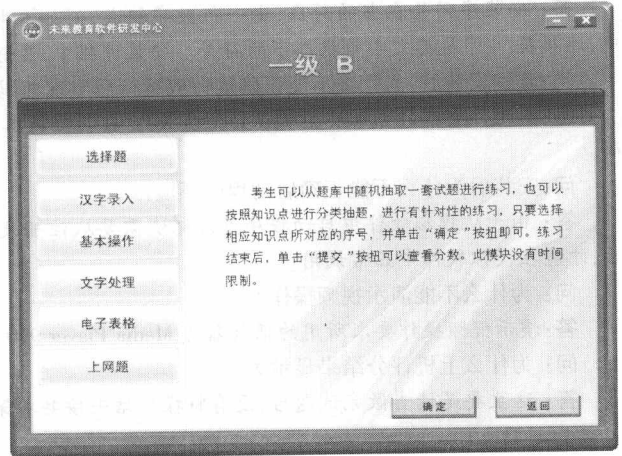 未来教育软件研发中心
一级 B
选择题
汉字录入
基本操作
文字处理
电子表格
上网题
考生可以从题库中随机抽取一套试题进行练习，也可以
按照知识点进行分类抽题，进行有针对性的练习，只要选择
相应知识点所对应的序号，并单击“确定”按扭即可。练习
结束后，单击“提交”按扭可以查看分数。此模块没有时间
限制。
确定
返回